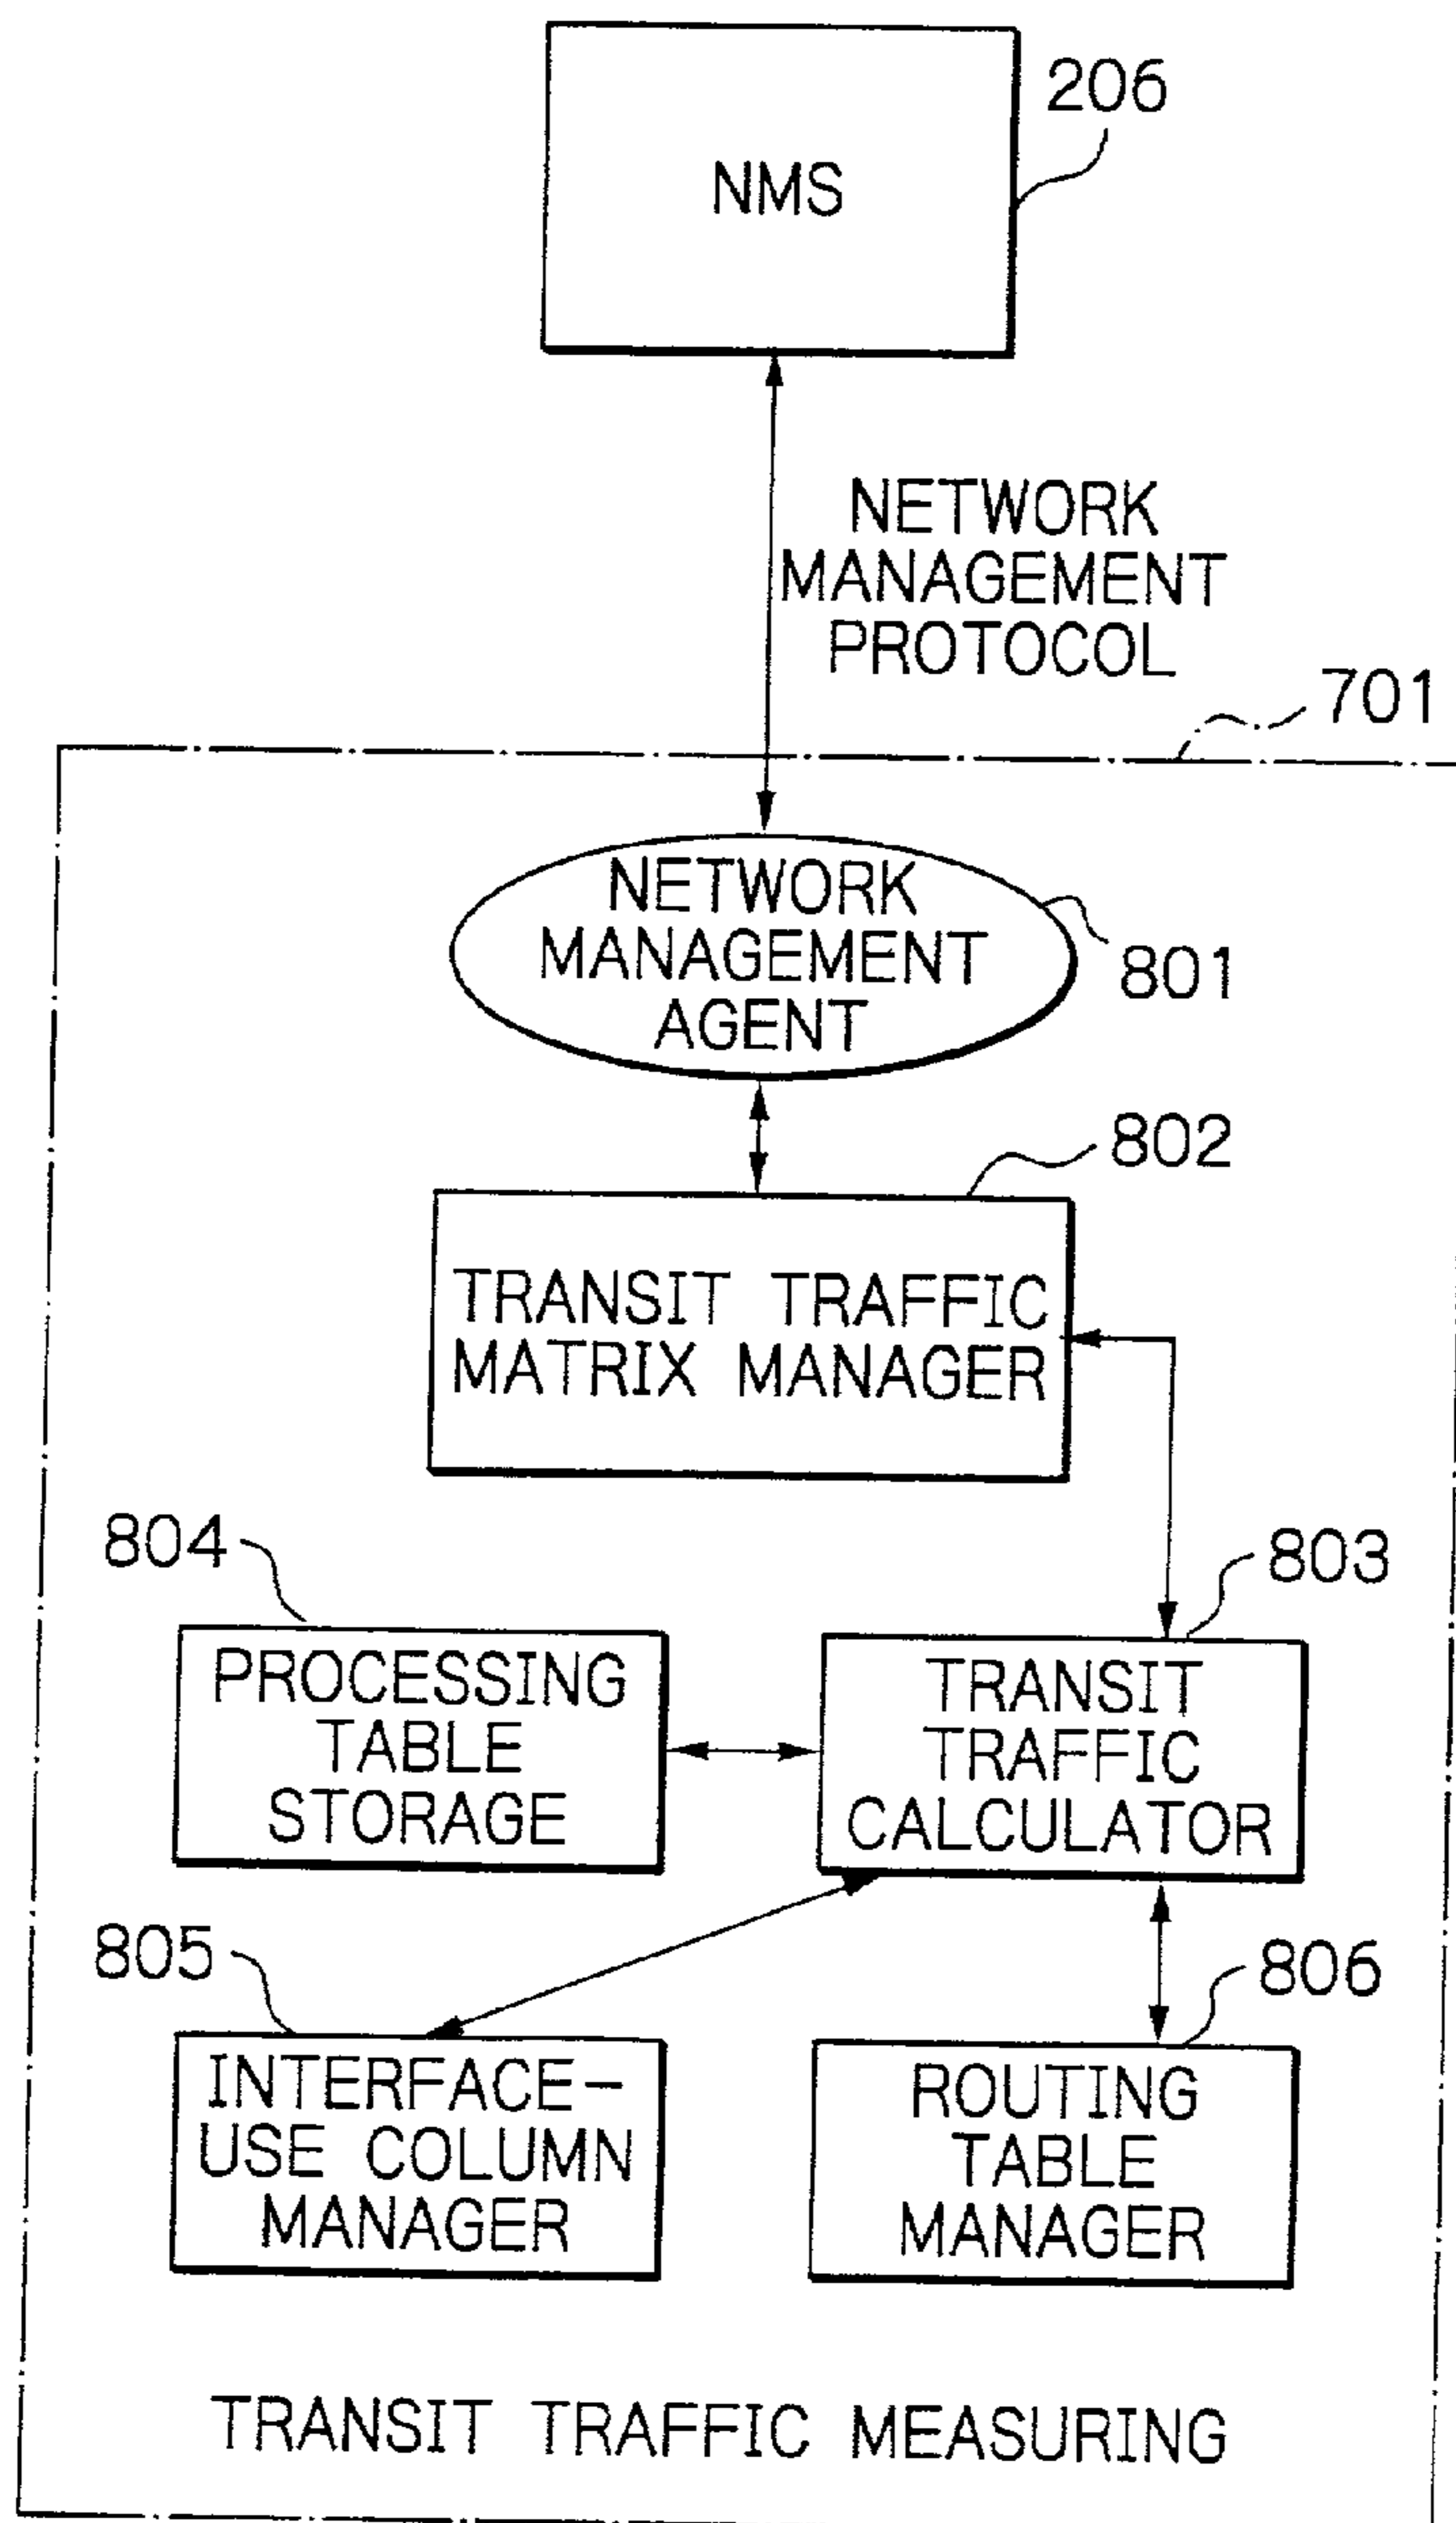 206
NMS
NETWORK
MANAGEMENT
PROTOCOL
701
NETWORK
MANAGEMENT
AGENT
801
802
TRANSIT TRAFFIC
MATRIX MANAGER
804
803
PROCESSING
TABLE
STORAGE
TRANSIT
TRAFFIC
CALCULATOR
805
806
INTERFACE-
USE COLUMN
MANAGER
ROUTING
TABLE
MANAGER
TRANSIT TRAFFIC MEASURING